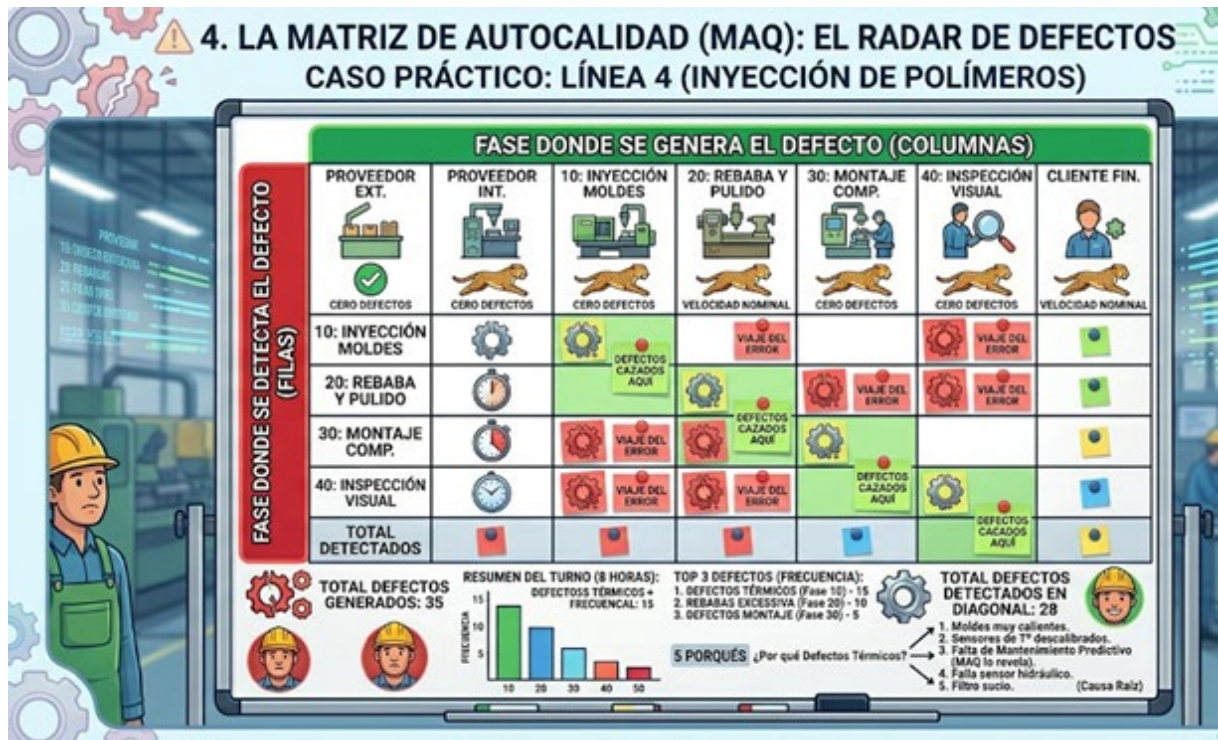 4. LA MATRIZ DE AUTOCALIDAD (MAQ): EL RADAR DE DEFECTOS
CASO PRÁCTICO: LÍNEA 4 (INYECCIÓN DE POLÍMEROS)
FASE DONDE SE GENERA EL DEFECTO (COLUMNAS)
FASE DONDE SE DETECTA EL DEFECTO
(FILAS)
PROVEEDOR
EXT.
CERO DEFECTOS
PROVEEDOR
INT.
CERO DEFECTOS
10: INYECCIÓN
MOLDES
CERO DEFECTOS
20: REBABA Y
PULIDO
VELOCIDAD NOMINAL
30: MONTAJE
COMP.
CERO DEFECTOS
40: INSPECCIÓN
VISUAL
CERO DEFECTOS
CLIENTE FIN.
VELOCIDAD NOMINAL
10: INYECCIÓN
MOLDES
DEFECTOS
CAZADOS
AQUÍ
VIAJE DEL
ERROR
VIAJE DEL
ERROR
20: REBABA
Y PULIDO
DEFECTOS
CAZADOS
AQUÍ
VIAJE DEL
ERROR
VIAJE DEL
ERROR
30: MONTAJE
COMP.
VIAJE DEL
ERROR
DEFECTOS
CAZADOS
AQUÍ
40: INSPECCIÓN
VISUAL
VIAJE DEL
ERROR
VIAJE DEL
ERROR
DEFECTOS
CACADOS
AQUÍ
TOTAL
DETECTADOS
TOTAL DEFECTOS
GENERADOS: 35
RESUMEN DEL TURNO (8 HORAS):
DEFECTOSS TÉRMICOS +
FRECUENCAL: 15
FRECUENCIA
15
10
5
10 20 30 40 50
TOP 3 DEFECTOS (FRECUENCIA):
1. DEFECTOS TÉRMICOS (Fase 10) - 15
2. REBABAS EXCESSIVA (Fase 20) - 10
3. DEFECTOS MONTAJE (Fase 30) - 5
5 PORQUÉS ¿Por qué Defectos Térmicos?
TOTAL DEFECTOS
DETECTADOS EN
DIAGONAL: 28
1. Moldes muy calientes.
2. Sensores de Tº descalibrados.
3. Falta de Mantenimiento Predictivo
(MAQ lo revela).
4. Falla sensor hidráulico.
5. Filtro sucio.
(Causa Raíz)